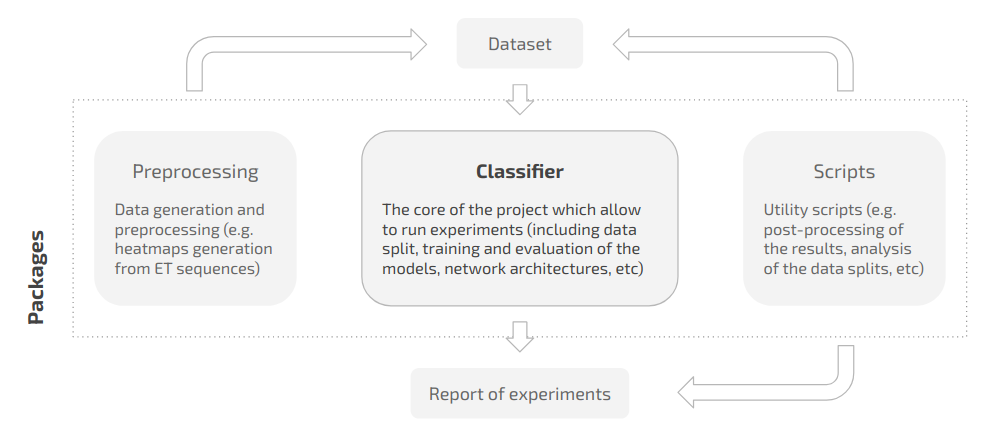 Dataset
Packages
Preprocessing
Data generation and
preprocessing (e.g.
heatmaps generation
from ET sequences)
Classifier
The core of the project which allow
to run experiments (including data
split, training and evaluation of the
models, network architectures, etc)
Scripts
Utility scripts (e.g.
post-processing of
the results, analysis
of the data splits, etc)
Report of experiments